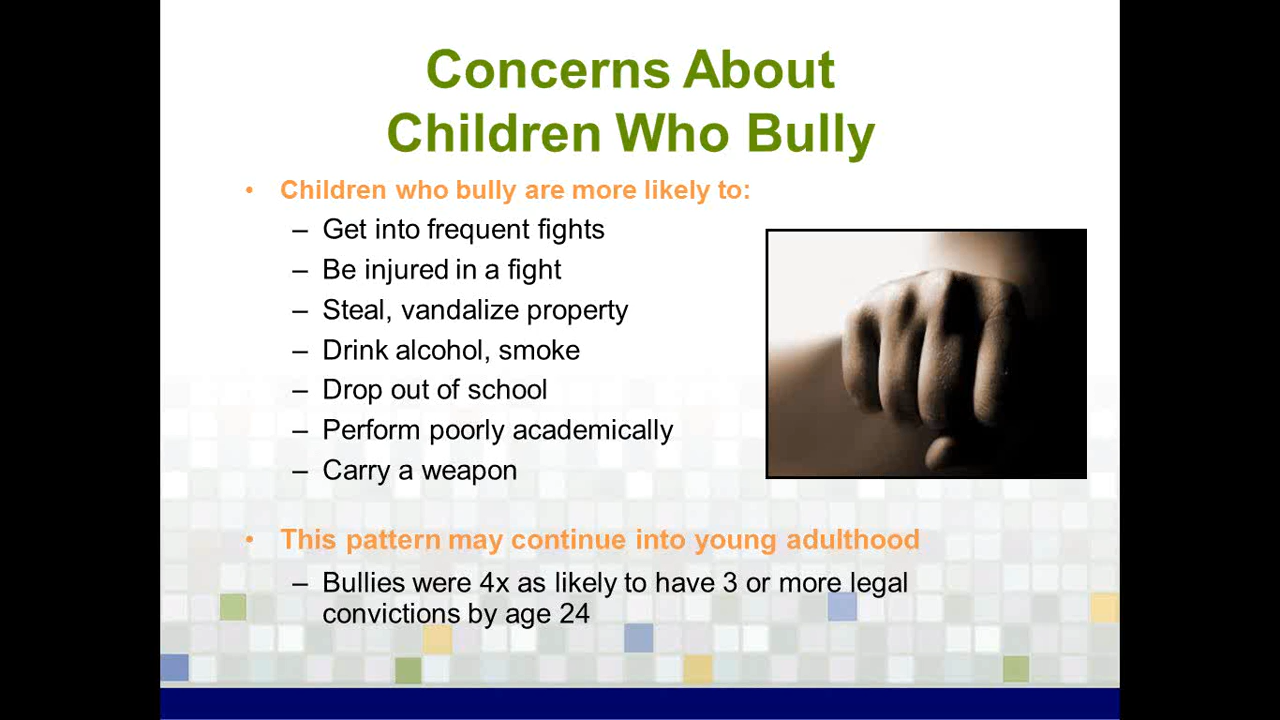 Concerns About
Children Who Bully
• Children who bully are more likely to:
– Get into frequent fights
– Be injured in a fight
– Steal, vandalize property
– Drink alcohol, smoke
– Drop out of school
– Perform poorly academically
– Carry a weapon
• This pattern may continue into young adulthood
– Bullies were 4x as likely to have 3 or more legal
convictions by age 24